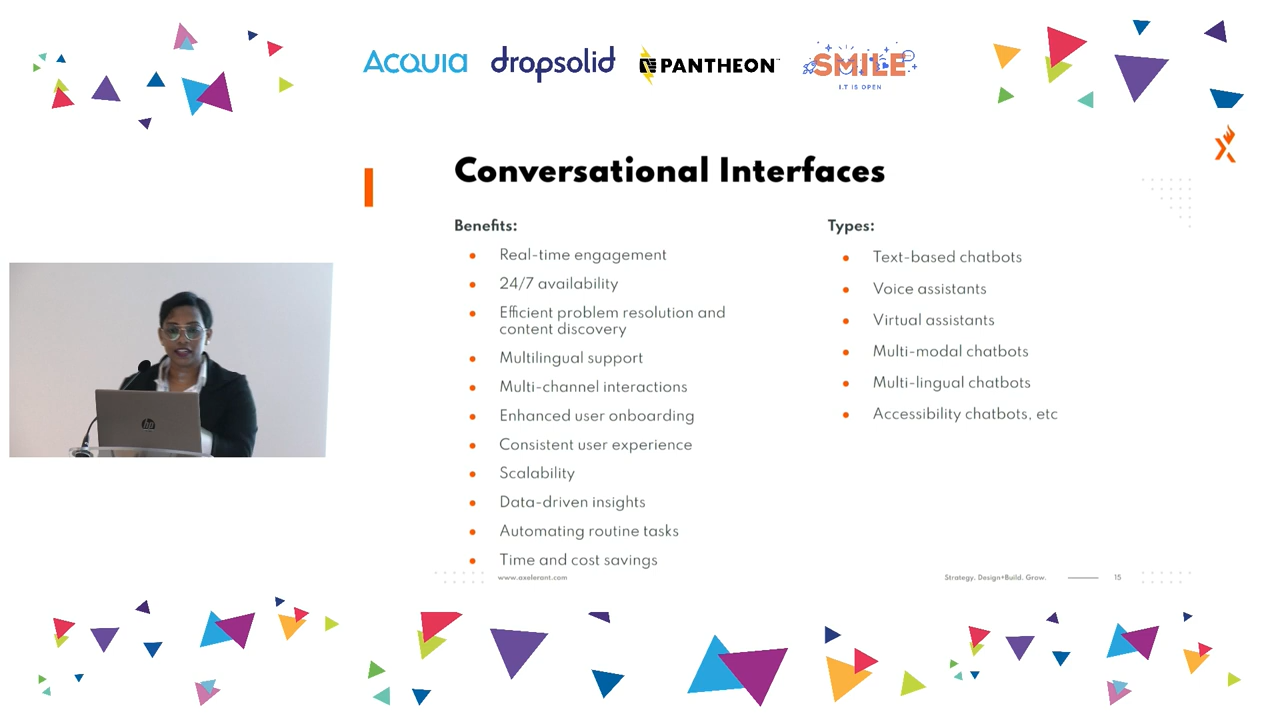 ACQUIA dropsolid PANTHEON SMILE
I.T IS OPEN
Conversational Interfaces
Benefits:
• Real-time engagement
• 24/7 availability
• Efficient problem resolution and
content discovery
• Multilingual support
• Multi-channel interactions
• Enhanced user onboarding
• Consistent user experience
• Scalability
• Data-driven insights
• Automating routine tasks
• Time and cost savings
Types:
• Text-based chatbots
• Voice assistants
• Virtual assistants
• Multi-modal chatbots
• Multi-lingual chatbots
• Accessibility chatbots, etc
www.axelerant.com
Strategy. Design+Build. Grow. 15
hp